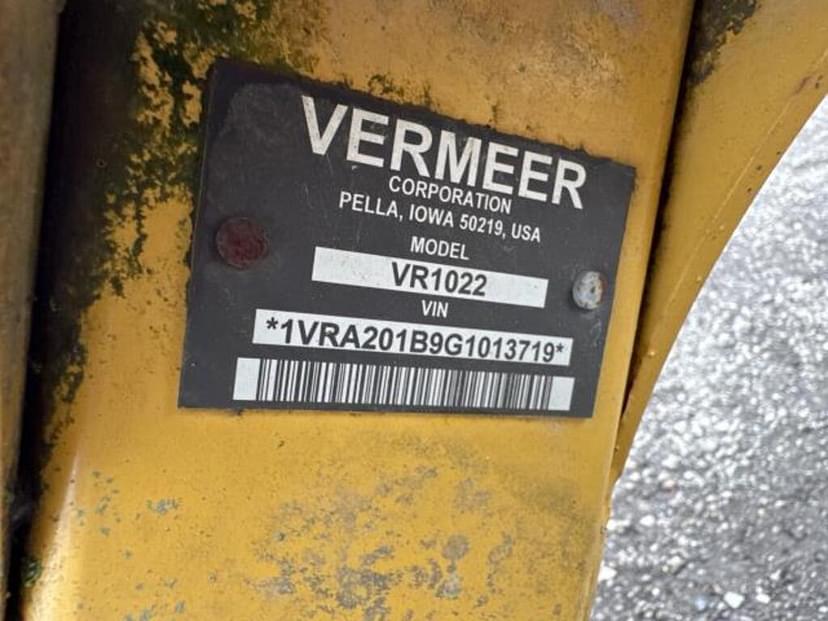 VERMEER
CORPORATION
PELLA, IOWA 50219, USA
MODEL
VR1022
VIN
*1VRA201B9G1013719*